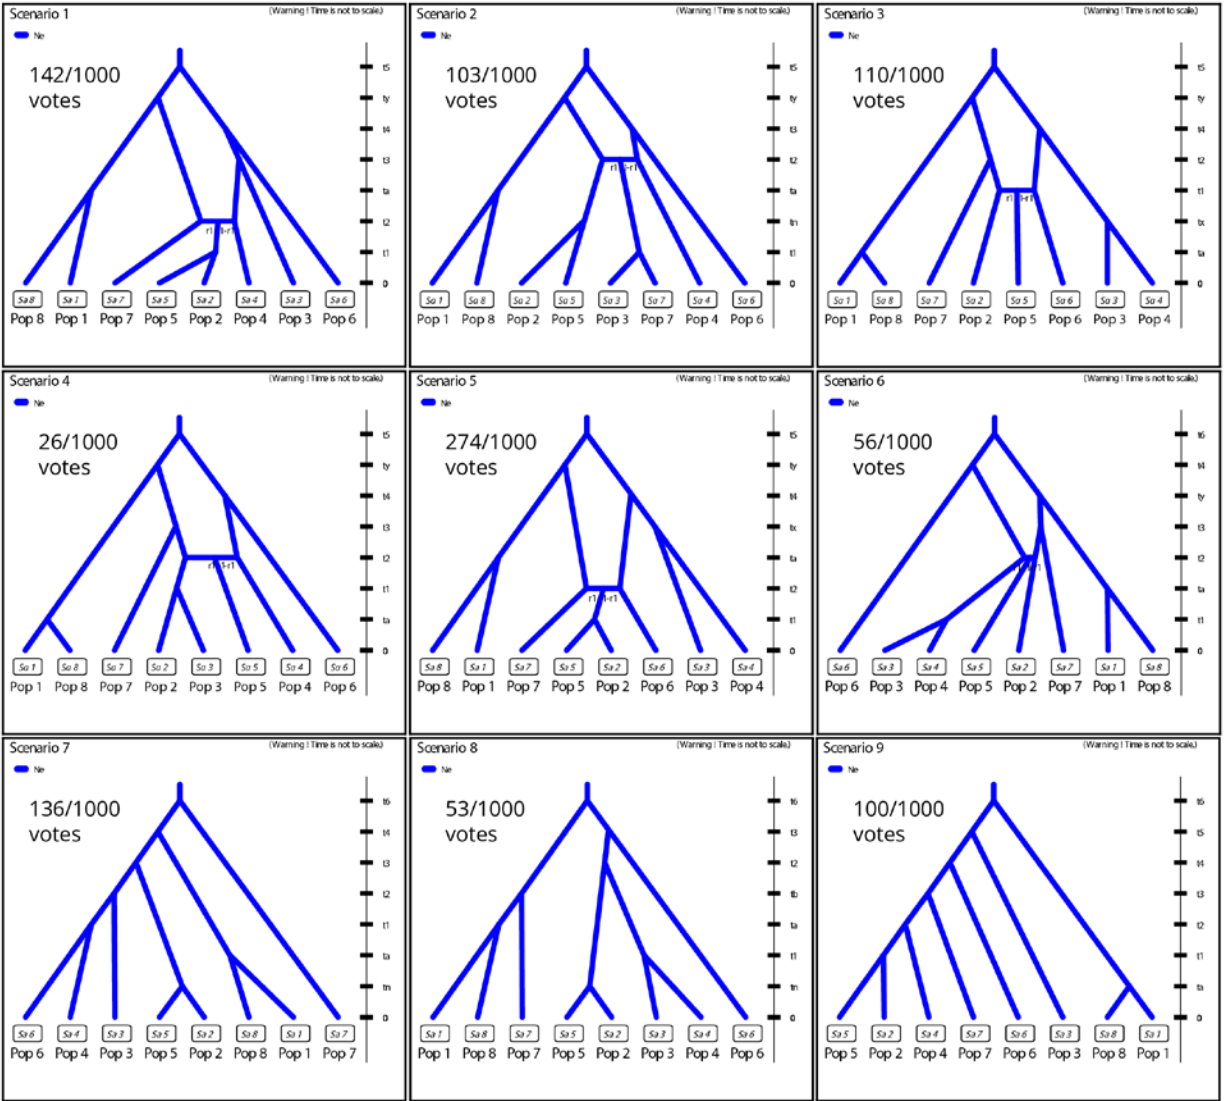 Scenario 1
(Warning ! Time is not to scale.)
Ne
142/1000
votes
t5
ty
t4
t3
ta
t2
r1 1-r1
t1
0
Sa 8 Sa 1 Sa 7 Sa 5 Sa 2 Sa 4 Sa 3 Sa 6
Pop 8 Pop 1 Pop 7 Pop 5 Pop 2 Pop 4 Pop 3 Pop 6
Scenario 2
(Warning ! Time is not to scale.)
Ne
103/1000
votes
t5
ty
t3
t2
r1 1-r1
ta
tn
t1
0
Sa 1 Sa 8 Sa 2 Sa 5 Sa 3 Sa 7 Sa 4 Sa 6
Pop 1 Pop 8 Pop 2 Pop 5 Pop 3 Pop 7 Pop 4 Pop 6
Scenario 3
(Warning ! Time is not to scale.)
Ne
110/1000
votes
t5
ty
t4
t2
t1
r1 1-r1
tx
ta
0
Sa 1 Sa 8 Sa 7 Sa 2 Sa 5 Sa 6 Sa 3 Sa 4
Pop 1 Pop 8 Pop 7 Pop 2 Pop 5 Pop 6 Pop 3 Pop 4
Scenario 4
(Warning ! Time is not to scale.)
Ne
26/1000
votes
t5
ty
t4
t3
t2
r1 1-r1
t1
ta
0
Sa 1 Sa 8 Sa 7 Sa 2 Sa 3 Sa 5 Sa 4 Sa 6
Pop 1 Pop 8 Pop 7 Pop 2 Pop 3 Pop 5 Pop 4 Pop 6
Scenario 5
(Warning ! Time is not to scale.)
Ne
274/1000
votes
t5
ty
t4
tx
ta
t2
r1 1-r1
t1
0
Sa 8 Sa 1 Sa 7 Sa 5 Sa 2 Sa 6 Sa 3 Sa 4
Pop 8 Pop 1 Pop 7 Pop 5 Pop 2 Pop 6 Pop 3 Pop 4
Scenario 6
(Warning ! Time is not to scale.)
Ne
56/1000
votes
t6
t4
ty
t3
t2
ta
t1
0
Sa 6 Sa 3 Sa 4 Sa 5 Sa 2 Sa 7 Sa 1 Sa 8
Pop 6 Pop 3 Pop 4 Pop 5 Pop 2 Pop 7 Pop 1 Pop 8
Scenario 7
(Warning ! Time is not to scale.)
Ne
136/1000
votes
t6
t4
t3
t2
t1
ta
tn
0
Sa 6 Sa 4 Sa 3 Sa 5 Sa 2 Sa 8 Sa 1 Sa 7
Pop 6 Pop 4 Pop 3 Pop 5 Pop 2 Pop 8 Pop 1 Pop 7
Scenario 8
(Warning ! Time is not to scale.)
Ne
53/1000
votes
t6
t3
t2
tb
ta
t1
tn
0
Sa 1 Sa 8 Sa 7 Sa 5 Sa 2 Sa 3 Sa 4 Sa 6
Pop 1 Pop 8 Pop 7 Pop 5 Pop 2 Pop 3 Pop 4 Pop 6
Scenario 9
(Warning ! Time is not to scale.)
Ne
100/1000
votes
t6
t5
t4
t3
t2
t1
ta
0
Sa 5 Sa 2 Sa 4 Sa 7 Sa 6 Sa 3 Sa 8 Sa 1
Pop 5 Pop 2 Pop 4 Pop 7 Pop 6 Pop 3 Pop 8 Pop 1